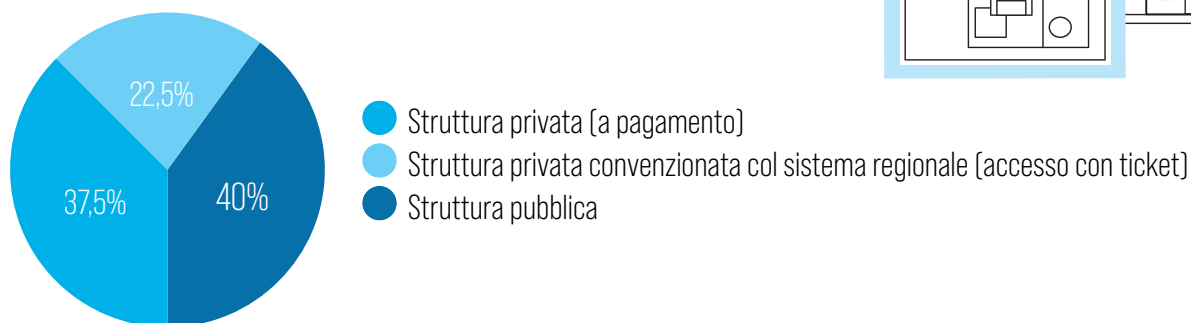 22,5%
37,5%
40%
Struttura privata (a pagamento)
Struttura privata convenzionata col sistema regionale (accesso con ticket)
Struttura pubblica